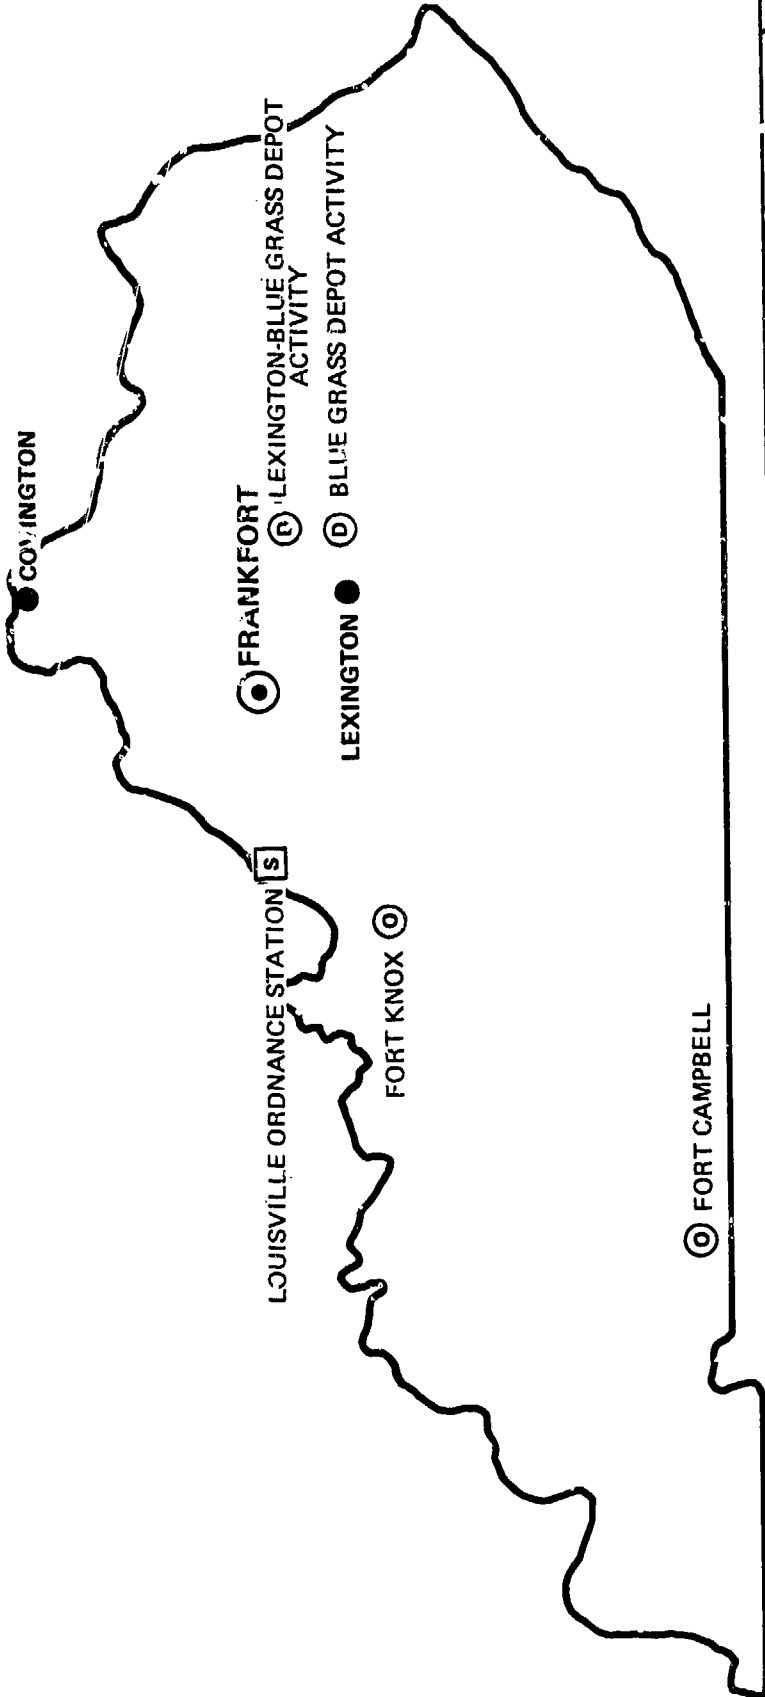 COVINGTON
FRANKFORT
D LEXINGTON-BLUE GRASS DEPOT
ACTIVITY
D BLUE GRASS DEPOT ACTIVITY
LEXINGTON
LOUISVILLE ORDNANCE STATION S
FORT KNOX O
O FORT CAMPBELL